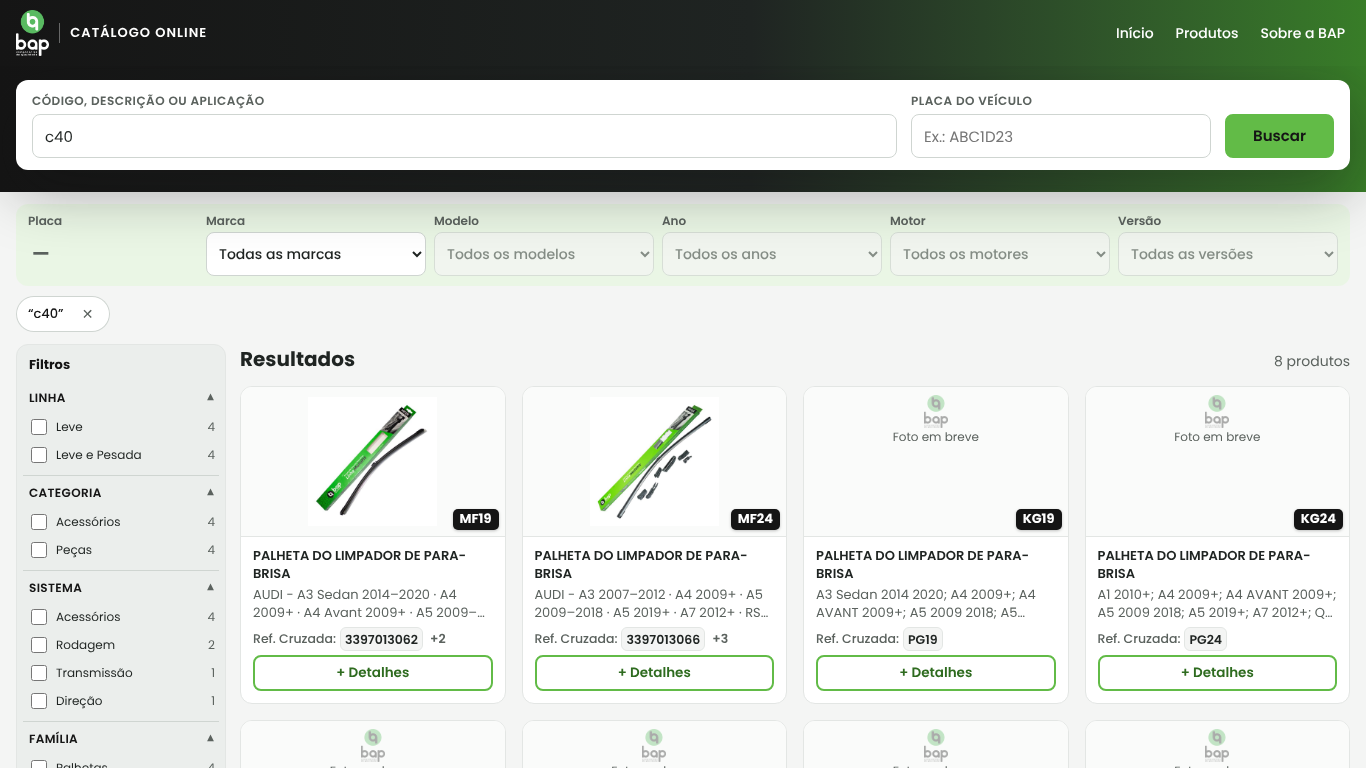 bap
CATÁLOGO ONLINE
Início
Produtos
Sobre a BAP
CÓDIGO, DESCRIÇÃO OU APLICAÇÃO
PLACA DO VEÍCULO
c40
Ex.: ABC1D23
Buscar
Placa
Marca
Modelo
Ano
Motor
Versão
—
Todas as marcas
Todos os modelos
Todos os anos
Todos os motores
Todas as versões
“c40” ✕
Filtros
LINHA ▲
Leve 4
Leve e Pesada 4
CATEGORIA ▲
Acessórios 4
Peças 4
SISTEMA ▲
Acessórios 4
Rodagem 2
Transmissão 1
Direção 1
FAMÍLIA ▲
Palhetas 4
Resultados
8 produtos
bap
MF19
PALHETA DO LIMPADOR DE PARA-
BRISA
AUDI - A3 Sedan 2014–2020 · A4
2009+ · A4 Avant 2009+ · A5 2009–...
Ref. Cruzada: 3397013062 +2
+ Detalhes
bap
MF24
PALHETA DO LIMPADOR DE PARA-
BRISA
AUDI - A3 2007–2012 · A4 2009+ · A5
2009–2018 · A5 2019+ · A7 2012+ · RS...
Ref. Cruzada: 3397013066 +3
+ Detalhes
bap
Foto em breve
KG19
PALHETA DO LIMPADOR DE PARA-
BRISA
A3 Sedan 2014 2020; A4 2009+; A4
AVANT 2009+; A5 2009 2018; A5...
Ref. Cruzada: PG19
+ Detalhes
bap
Foto em breve
KG24
PALHETA DO LIMPADOR DE PARA-
BRISA
A1 2010+; A4 2009+; A4 AVANT 2009+;
A5 2009 2018; A5 2019+; A7 2012+; Q...
Ref. Cruzada: PG24
+ Detalhes
bap
bap
bap
bap